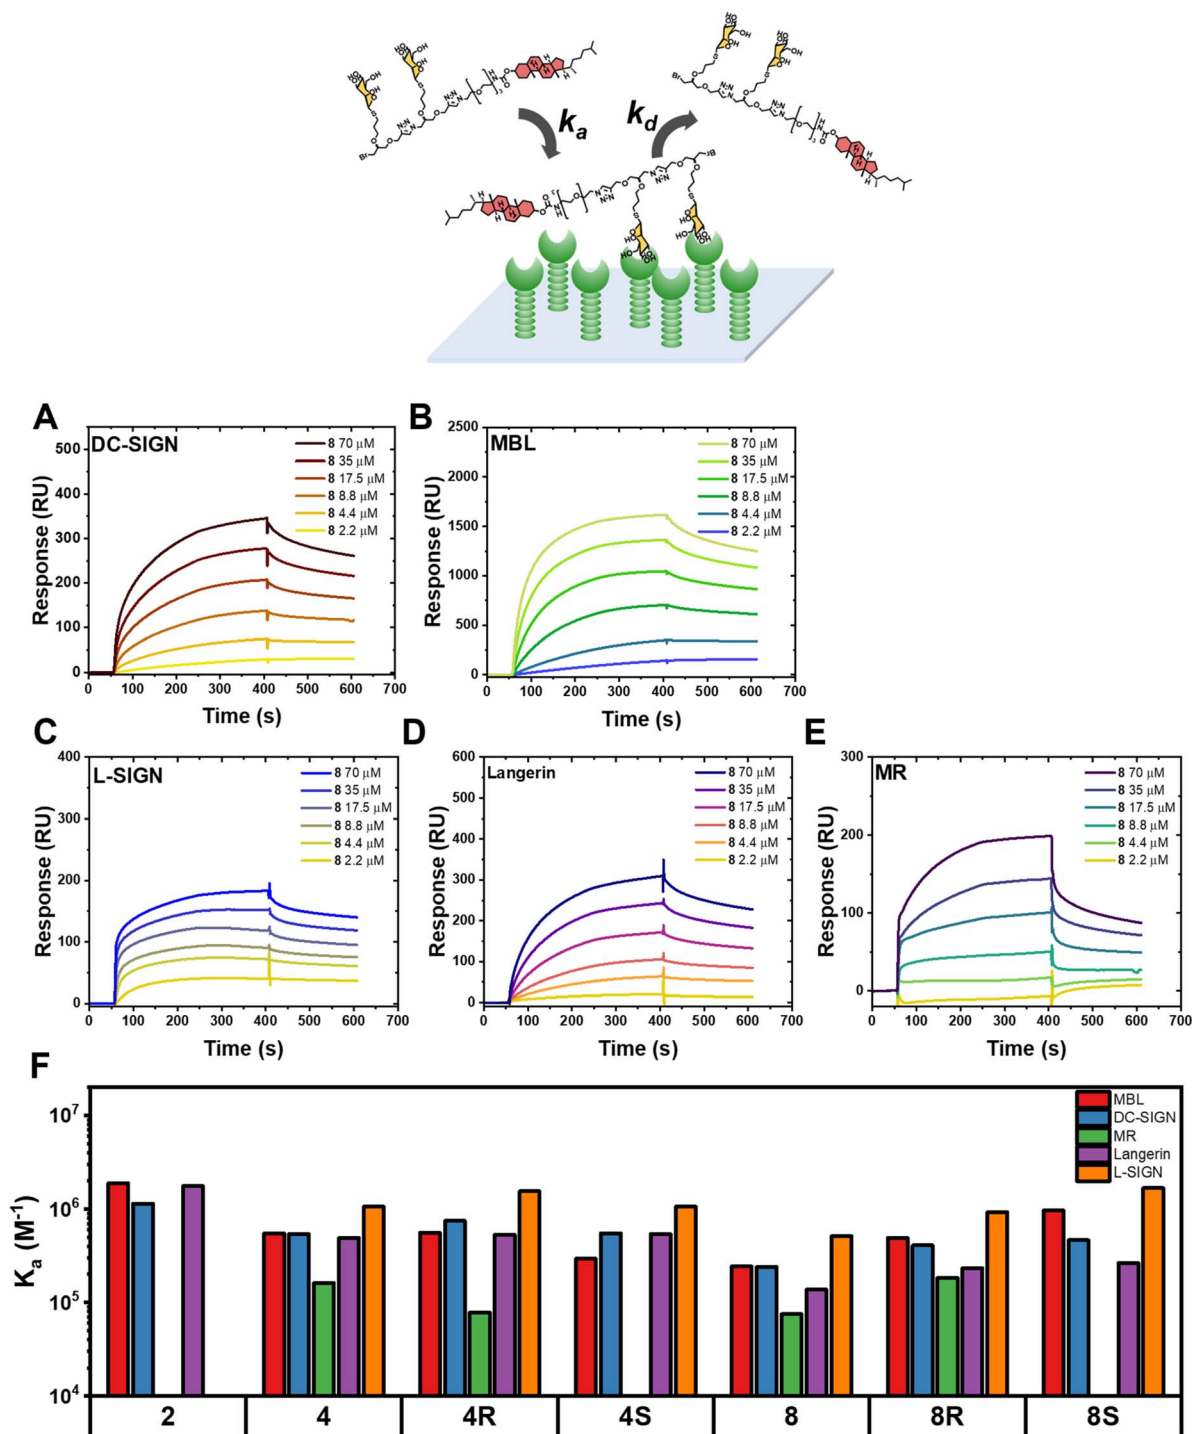 k_a
k_d
A
DC-SIGN
Response (RU)
500
400
300
200
100
0
8 70 μM
8 35 μM
8 17.5 μM
8 8.8 μM
8 4.4 μM
8 2.2 μM
0 100 200 300 400 500 600 700
Time (s)
B
MBL
Response (RU)
2500
2000
1500
1000
500
0
8 70 μM
8 35 μM
8 17.5 μM
8 8.8 μM
8 4.4 μM
8 2.2 μM
0 100 200 300 400 500 600 700
Time (s)
C
L-SIGN
Response (RU)
400
300
200
100
0
8 70 μM
8 35 μM
8 17.5 μM
8 8.8 μM
8 4.4 μM
8 2.2 μM
0 100 200 300 400 500 600 700
Time (s)
D
Langerin
Response (RU)
600
500
400
300
200
100
0
8 70 μM
8 35 μM
8 17.5 μM
8 8.8 μM
8 4.4 μM
8 2.2 μM
0 100 200 300 400 500 600 700
Time (s)
E
MR
Response (RU)
300
200
100
0
8 70 μM
8 35 μM
8 17.5 μM
8 8.8 μM
8 4.4 μM
8 2.2 μM
0 100 200 300 400 500 600 700
Time (s)
F
K_a (M⁻¹)
10⁷
10⁶
10⁵
10⁴
MBL
DC-SIGN
MR
Langerin
L-SIGN
2 4 4R 4S 8 8R 8S